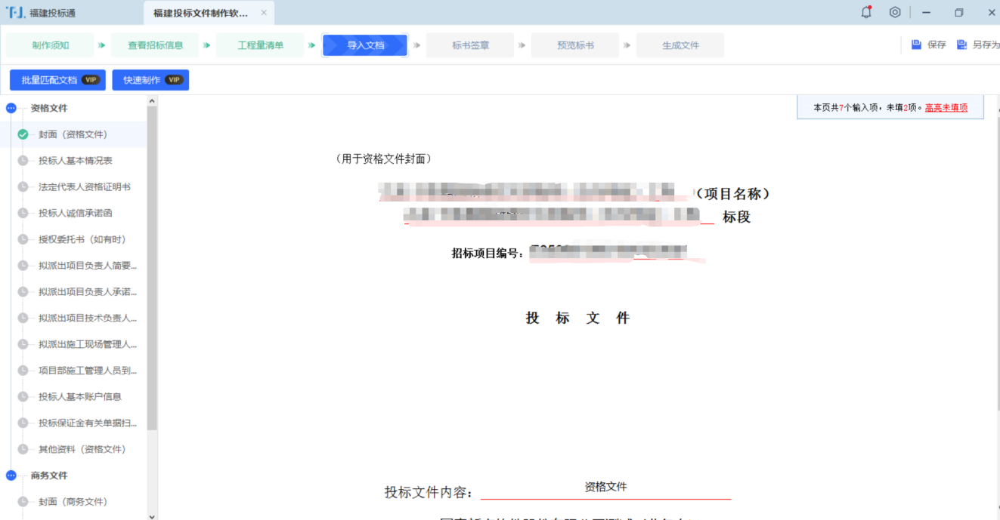 福建投标通
福建投标文件制作软... ×
制作须知
查看招标信息
工程量清单
导入文档
标书签章
预览标书
生成文件
保存
另存为
批量匹配文档 VIP
快速制作 VIP
资格文件
封面（资格文件）
投标人基本情况表
法定代表人资格证明书
投标人诚信承诺函
授权委托书（如有时）
拟派出项目负责人简要...
拟派出项目负责人承诺...
拟派出项目技术负责人...
拟派出施工现场管理人...
项目部施工管理人员到...
投标人基本账户信息
投标保证金有关单据扫...
其他资料（资格文件）
商务文件
封面（商务文件）
本页共7个输入项，未填2项。高亮未填项
（用于资格文件封面）
（项目名称）
标段
招标项目编号：
投 标 文 件
投标文件内容： 资格文件